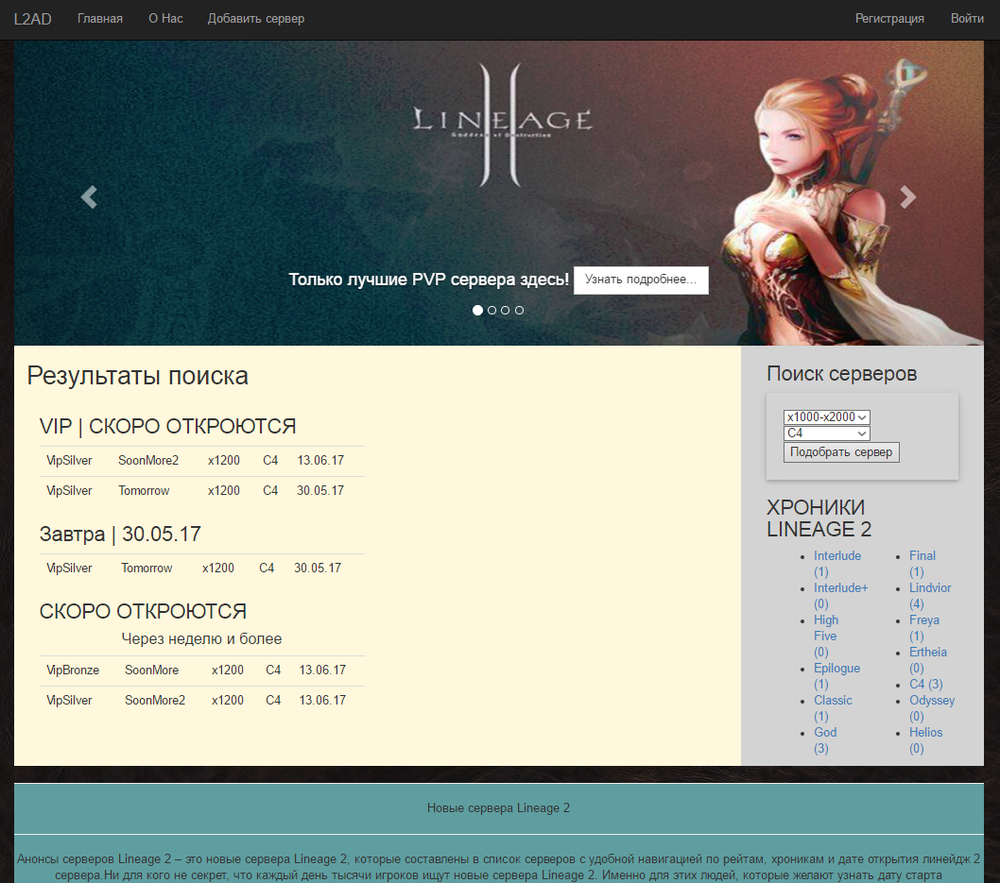 L2AD Главная О Нас Добавить сервер Регистрация Войти
LINEAGE
II
Goddess of Destruction
Только лучшие PVP сервера здесь! Узнать подробнее...
Результаты поиска
VIP | СКОРО ОТКРОЮТСЯ
VipSilver SoonMore2 x1200 C4 13.06.17
VipSilver Tomorrow x1200 C4 30.05.17
Завтра | 30.05.17
VipSilver Tomorrow x1200 C4 30.05.17
СКОРО ОТКРОЮТСЯ
Через неделю и более
VipBronze SoonMore x1200 C4 13.06.17
VipSilver SoonMore2 x1200 C4 13.06.17
Поиск серверов
x1000-x2000
C4
Подобрать сервер
ХРОНИКИ
LINEAGE 2
Interlude
(1)
Interlude+
(0)
High
Five
(0)
Epilogue
(1)
Classic
(1)
God
(3)
Final
(1)
Lindvior
(4)
Freya
(1)
Ertheia
(0)
C4 (3)
Odyssey
(0)
Helios
(0)
Новые сервера Lineage 2
Анонсы серверов Lineage 2 – это новые сервера Lineage 2, которые составлены в список серверов с удобной навигацией по рейтам, хроникам и дате открытия линейдж 2
сервера.Ни для кого не секрет, что каждый день тысячи игроков ищут новые сервера Lineage 2. Именно для этих людей, которые желают узнать дату старта